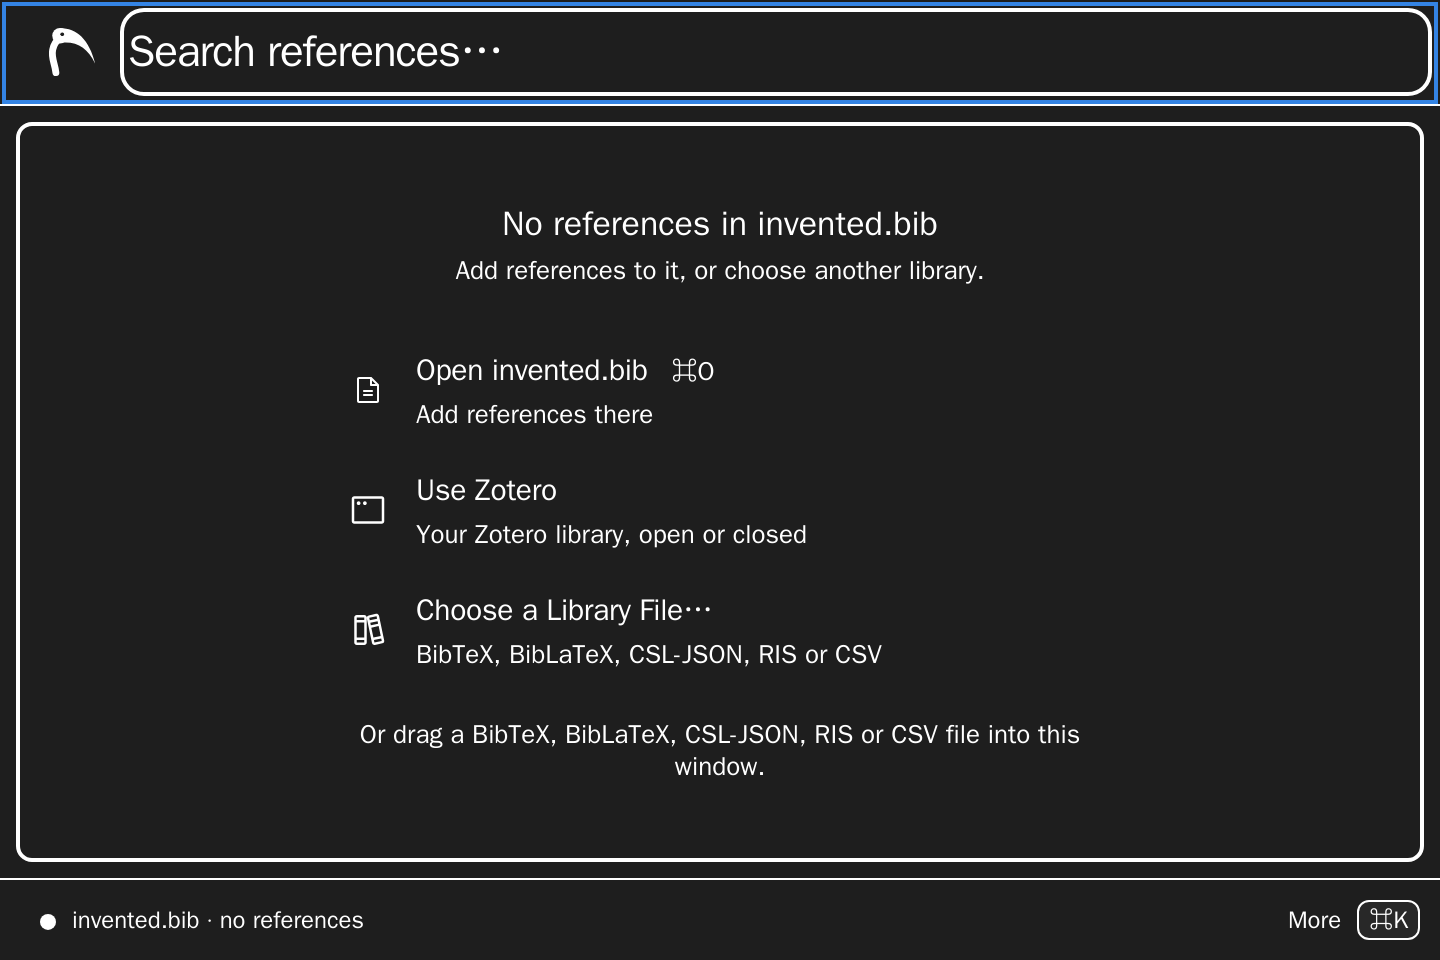 Search references…
No references in invented.bib
Add references to it, or choose another library.
Open invented.bib ⌘O
Add references there
Use Zotero
Your Zotero library, open or closed
Choose a Library File…
BibTeX, BibLaTeX, CSL-JSON, RIS or CSV
Or drag a BibTeX, BibLaTeX, CSL-JSON, RIS or CSV file into this
window.
invented.bib · no references
More ⌘K